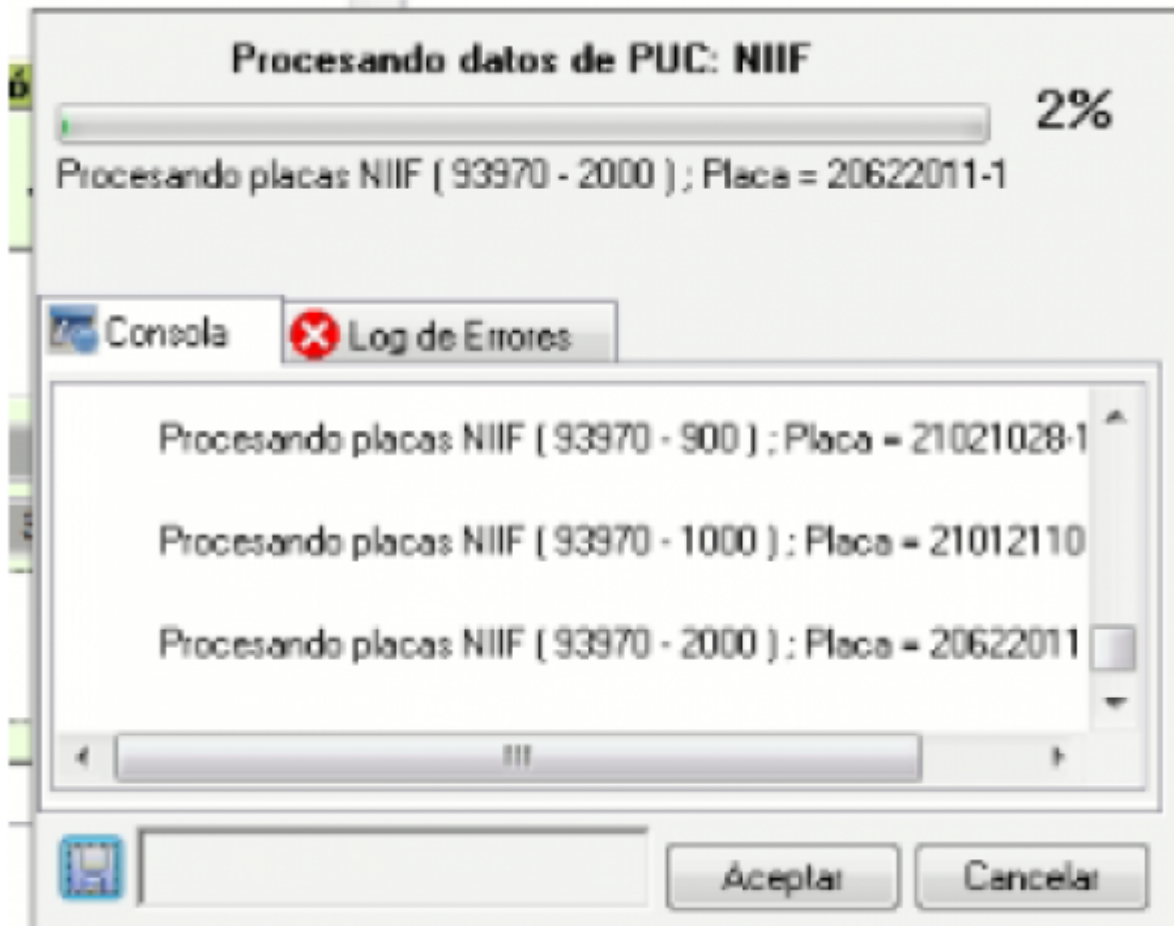 Procesando datos de PUC: NIIF
2%
Procesando placas NIIF ( 93970 - 2000 ) ; Placa = 20622011-1
Consola
Log de Errores
Procesando placas NIIF ( 93970 - 900 ) ; Placa = 21021028-1
Procesando placas NIIF ( 93970 - 1000 ) ; Placa = 21012110
Procesando placas NIIF ( 93970 - 2000 ) ; Placa = 20622011
Aceptar
Cancelar